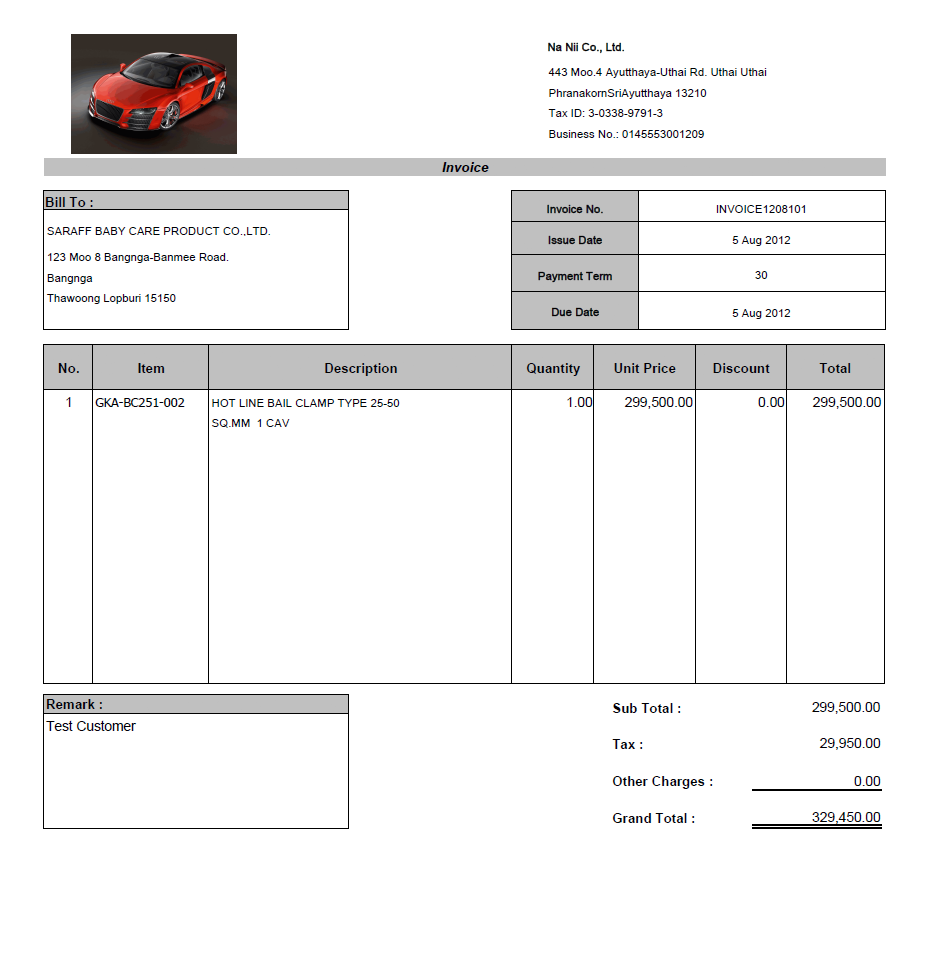 Na Nii Co., Ltd.
443 Moo.4 Ayutthaya-Uthai Rd. Uthai Uthai
PhranakornSriAyutthaya 13210
Tax ID: 3-0338-9791-3
Business No.: 0145553001209
Invoice
Bill To :
SARAFF BABY CARE PRODUCT CO.,LTD.
123 Moo 8 Bangnga-Banmee Road.
Bangnga
Thawoong Lopburi 15150
Invoice No. INVOICE1208101
Issue Date 5 Aug 2012
Payment Term 30
Due Date 5 Aug 2012
No. Item Description Quantity Unit Price Discount Total
1 GKA-BC251-002 HOT LINE BAIL CLAMP TYPE 25-50 1.00 299,500.00 0.00 299,500.00
SQ.MM 1 CAV
Remark :
Test Customer
Sub Total : 299,500.00
Tax : 29,950.00
Other Charges : 0.00
Grand Total : 329,450.00